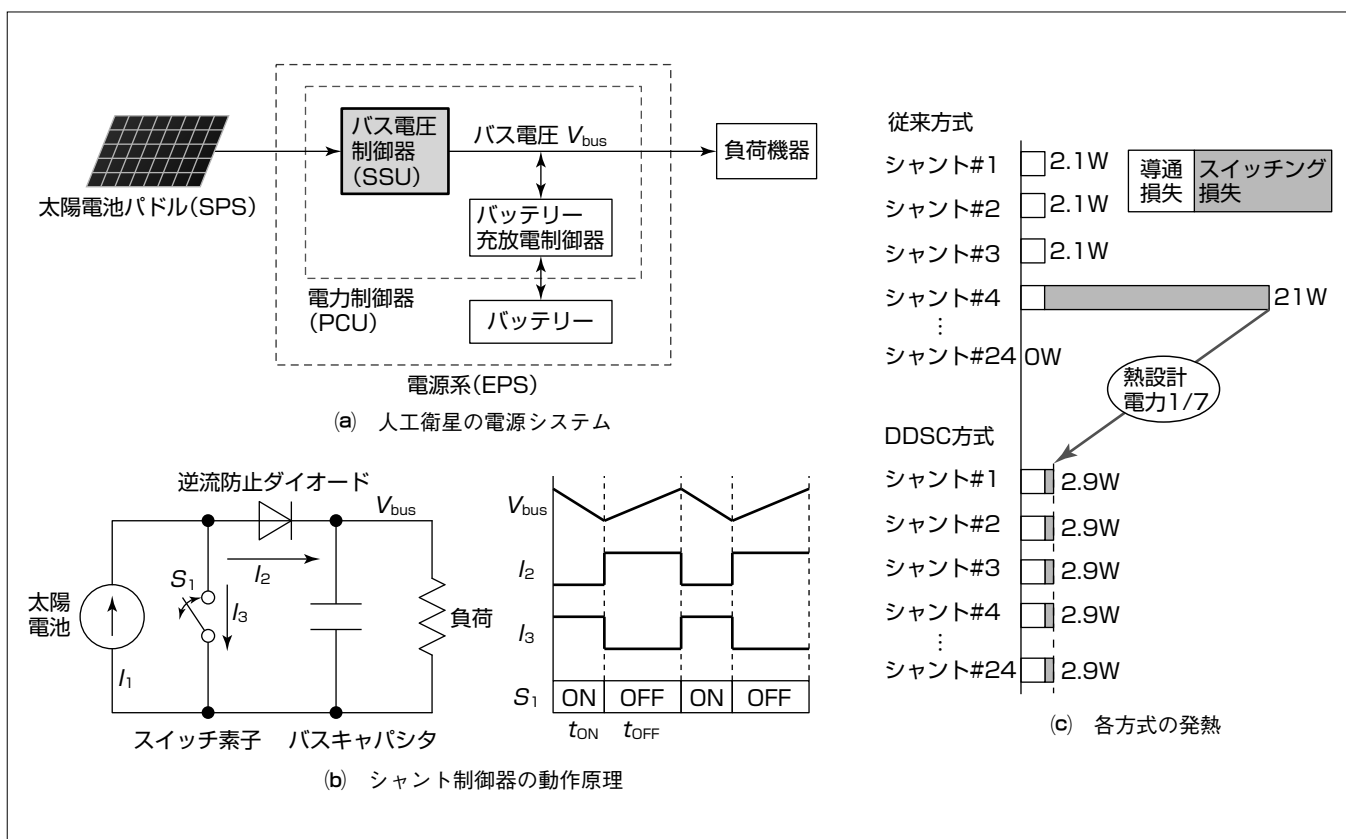 太陽電池パドル(SPS)
バス電圧
制御器
(SSU)
バス電圧 Vbus
負荷機器
バッテリー
充放電制御器
電力制御器
(PCU)
バッテリー
電源系(EPS)
(a) 人工衛星の電源システム
逆流防止ダイオード
Vbus
I2
S1
I3
太陽
電池
I1
負荷
スイッチ素子
バスキャパシタ
Vbus
I2
I3
S1 ON OFF ON OFF
tON tOFF
(b) シャント制御器の動作原理
従来方式
シャント#1 2.1W
シャント#2 2.1W
シャント#3 2.1W
シャント#4 21W
⋮
シャント#24 0W
導通
損失
スイッチング
損失
熱設計
電力1/7
DDSC方式
シャント#1 2.9W
シャント#2 2.9W
シャント#3 2.9W
シャント#4 2.9W
⋮
シャント#24 2.9W
(c) 各方式の発熱